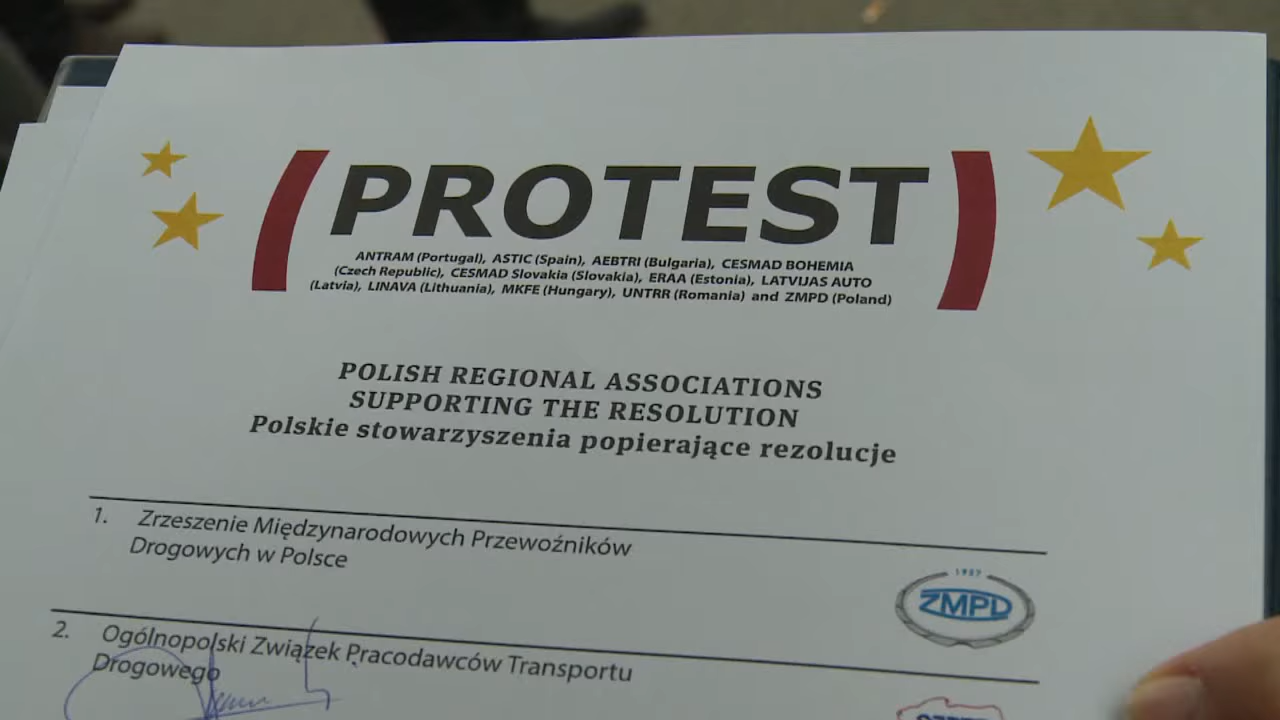 (PROTEST)
ANTRAM (Portugal), ASTIC (Spain), AEBTRI (Bulgaria), CESMAD BOHEMIA
(Czech Republic), CESMAD Slovakia (Slovakia), ERAA (Estonia), LATVIJAS AUTO
(Latvia), LINAVA (Lithuania), MKFE (Hungary), UNTRR (Romania) and ZMPD (Poland)
POLISH REGIONAL ASSOCIATIONS
SUPPORTING THE RESOLUTION
Polskie stowarzyszenia popierające rezolucje
1. Zrzeszenie Międzynarodowych Przewoźników
Drogowych w Polsce
1957
ZMPD
2. Ogólnopolski Związek Pracodawców Transportu
Drogowego